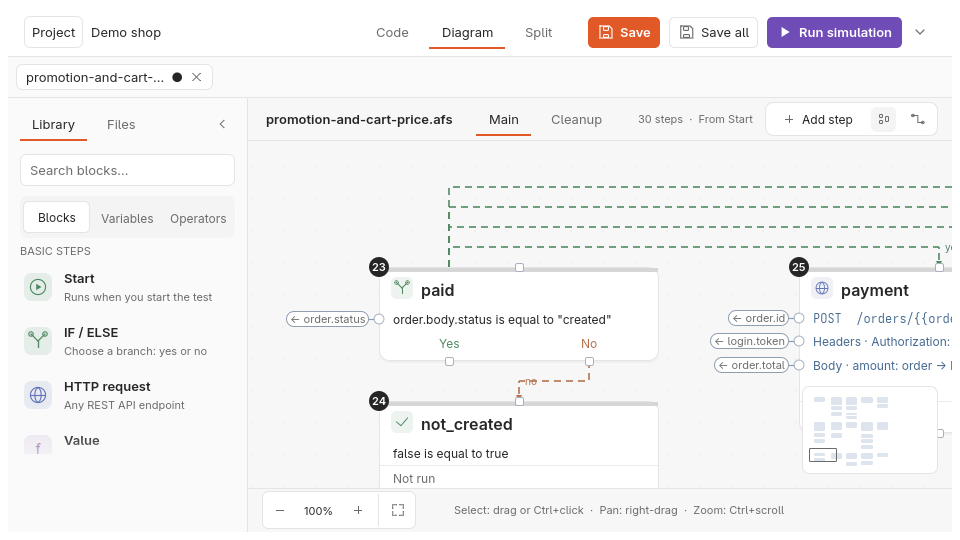 Project Demo shop Code Diagram Split Save Save all Run simulation
promotion-and-cart-...
Library Files
Search blocks...
Blocks Variables Operators
BASIC STEPS
Start
Runs when you start the test
IF / ELSE
Choose a branch: yes or no
HTTP request
Any REST API endpoint
Value
promotion-and-cart-price.afs Main Cleanup 30 steps · From Start + Add step
23
paid
← order.status
order.body.status is equal to "created"
Yes No
no
24
not_created
false is equal to true
Not run
25
payment
← order.id POST
← login.token Headers · Authorization:
← order.total
− 100% +
Select: drag or Ctrl+click · Pan: right-drag · Zoom: Ctrl+scroll